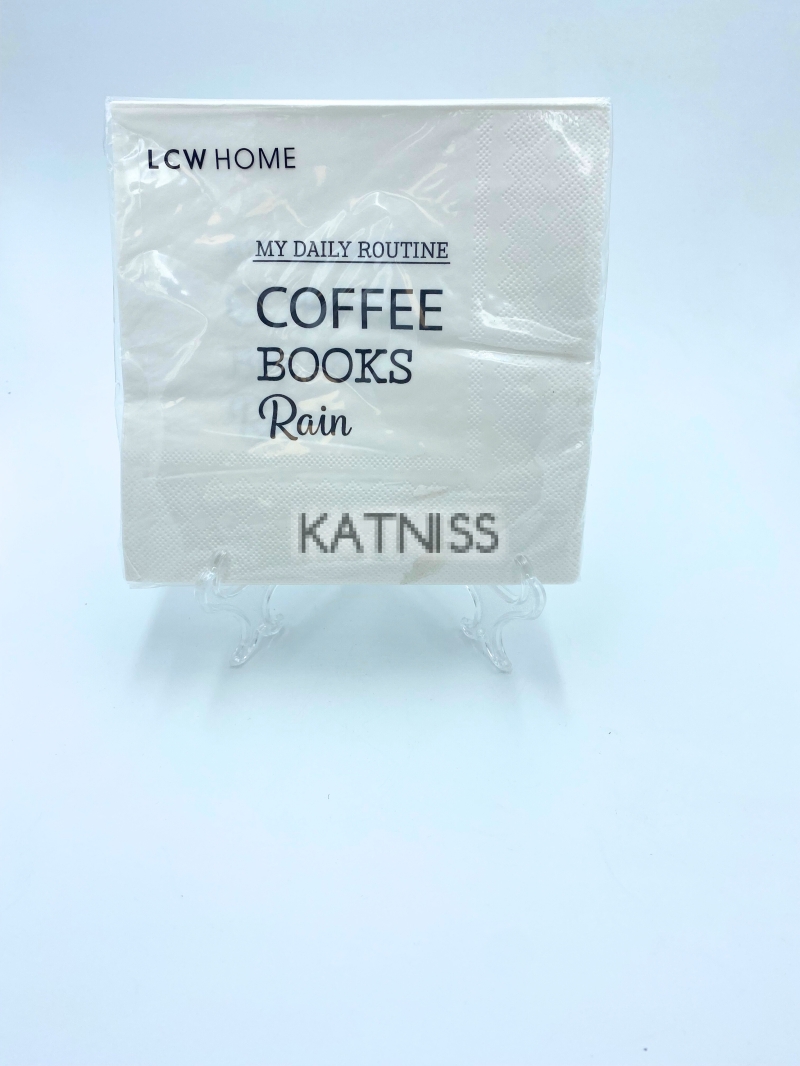 LCW HOME
MY DAILY ROUTINE
COFFEE
BOOKS
Rain
KATNISS